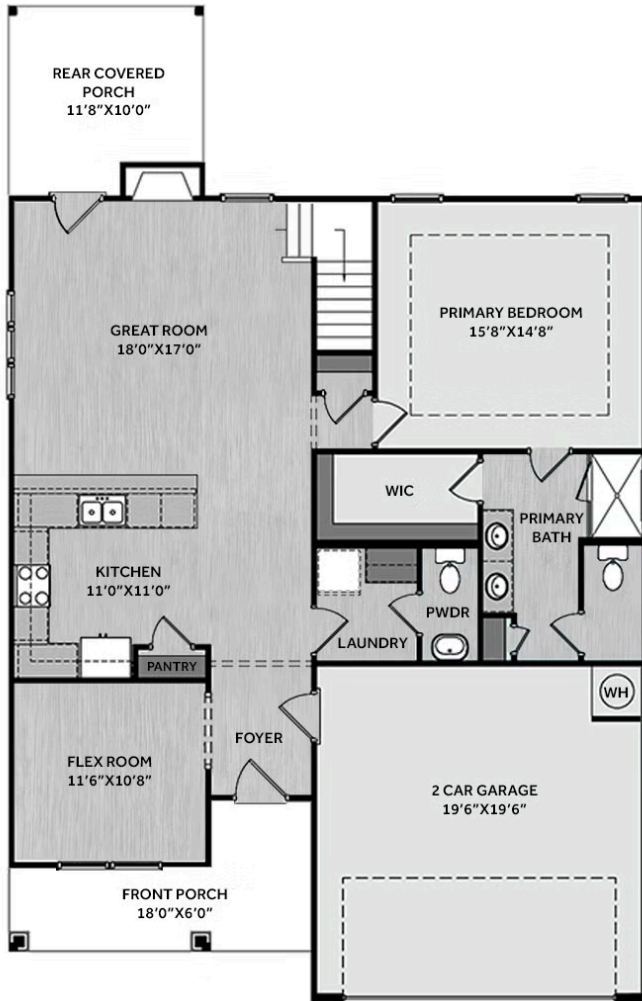 REAR COVERED
PORCH
11'8"X10'0"
GREAT ROOM
18'0"X17'0"
PRIMARY BEDROOM
15'8"X14'8"
WIC
PRIMARY
BATH
KITCHEN
11'0"X11'0"
PWDR
LAUNDRY
PANTRY
WH
FOYER
FLEX ROOM
11'6"X10'8"
2 CAR GARAGE
19'6"X19'6"
FRONT PORCH
18'0"X6'0"